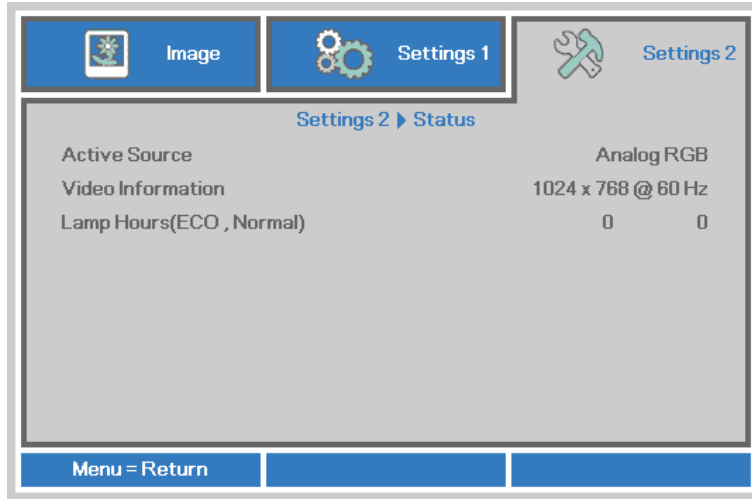 Image Settings 1 Settings 2
Settings 2 ▶ Status
Active Source Analog RGB
Video Information 1024 x 768 @ 60 Hz
Lamp Hours(ECO , Normal) 0 0
Menu = Return